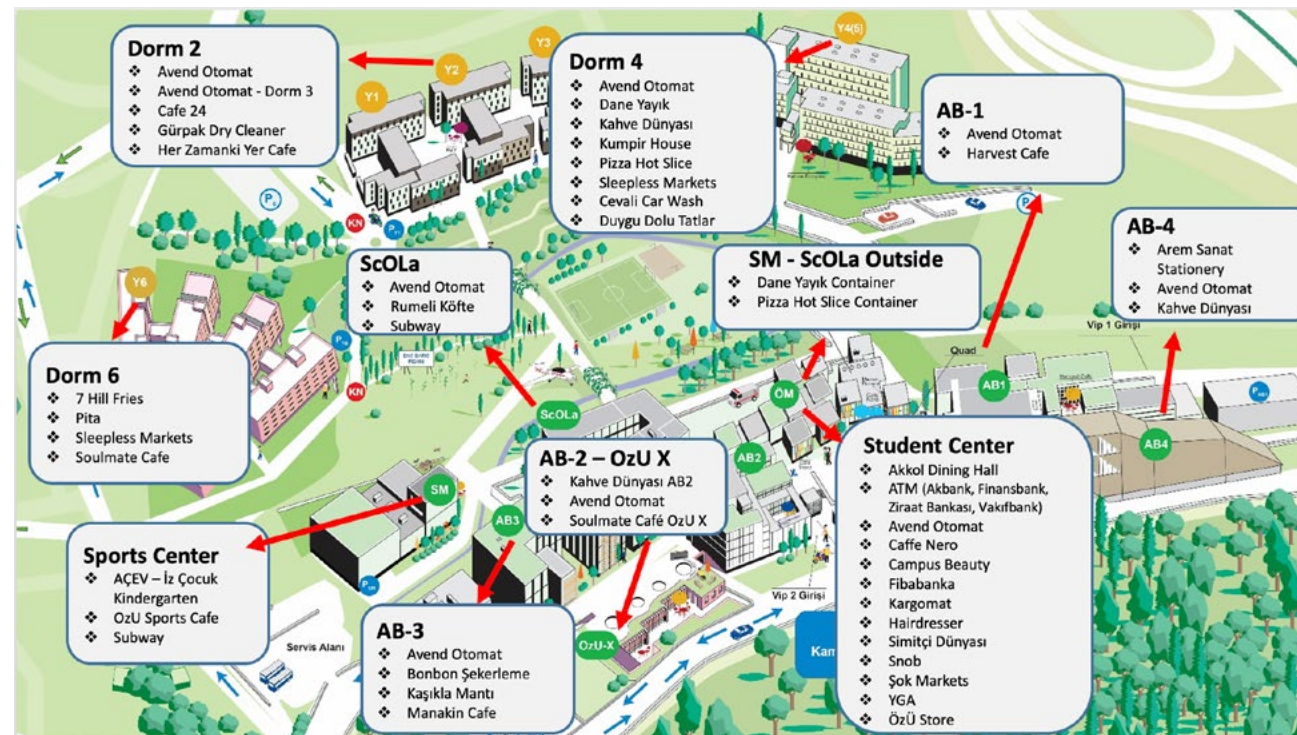 Dorm 2
❖ Avend Otomat
❖ Avend Otomat - Dorm 3
❖ Cafe 24
❖ Gürpak Dry Cleaner
❖ Her Zamanki Yer Cafe
Y1
Y2
Y3
Dorm 4
❖ Avend Otomat
❖ Dane Yayık
❖ Kahve Dünyası
❖ Kumpir House
❖ Pizza Hot Slice
❖ Sleepless Markets
❖ Cevali Car Wash
❖ Duygu Dolu Tatlar
Y4(5)
AB-1
❖ Avend Otomat
❖ Harvest Cafe
P
AB-4
❖ Arem Sanat
Stationery
❖ Avend Otomat
❖ Kahve Dünyası
KN
ScOLa
❖ Avend Otomat
❖ Rumeli Köfte
❖ Subway
SM - ScOLa Outside
❖ Dane Yayık Container
❖ Pizza Hot Slice Container
Y6
Dorm 6
❖ 7 Hill Fries
❖ Pita
❖ Sleepless Markets
❖ Soulmate Cafe
KN
Vip 1 Girişi
Quad
AB1
ÖM
ScOLa
AB2
AB4
AB-2 – OzU X
❖ Kahve Dünyası AB2
❖ Avend Otomat
❖ Soulmate Café OzU X
Student Center
❖ Akkol Dining Hall
❖ ATM (Akbank, Finansbank,
Ziraat Bankası, Vakıfbank)
❖ Avend Otomat
❖ Caffe Nero
❖ Campus Beauty
❖ Fibabanka
❖ Kargomat
❖ Hairdresser
❖ Simitçi Dünyası
❖ Snob
❖ Şok Markets
❖ YGA
❖ ÖzÜ Store
SM
AB3
Sports Center
❖ AÇEV – İz Çocuk
Kindergarten
❖ OzU Sports Cafe
❖ Subway
Servis Alanı
AB-3
❖ Avend Otomat
❖ Bonbon Şekerleme
❖ Kaşıkla Mantı
❖ Manakin Cafe
OzU-X
Vip 2 Girişi
Kam